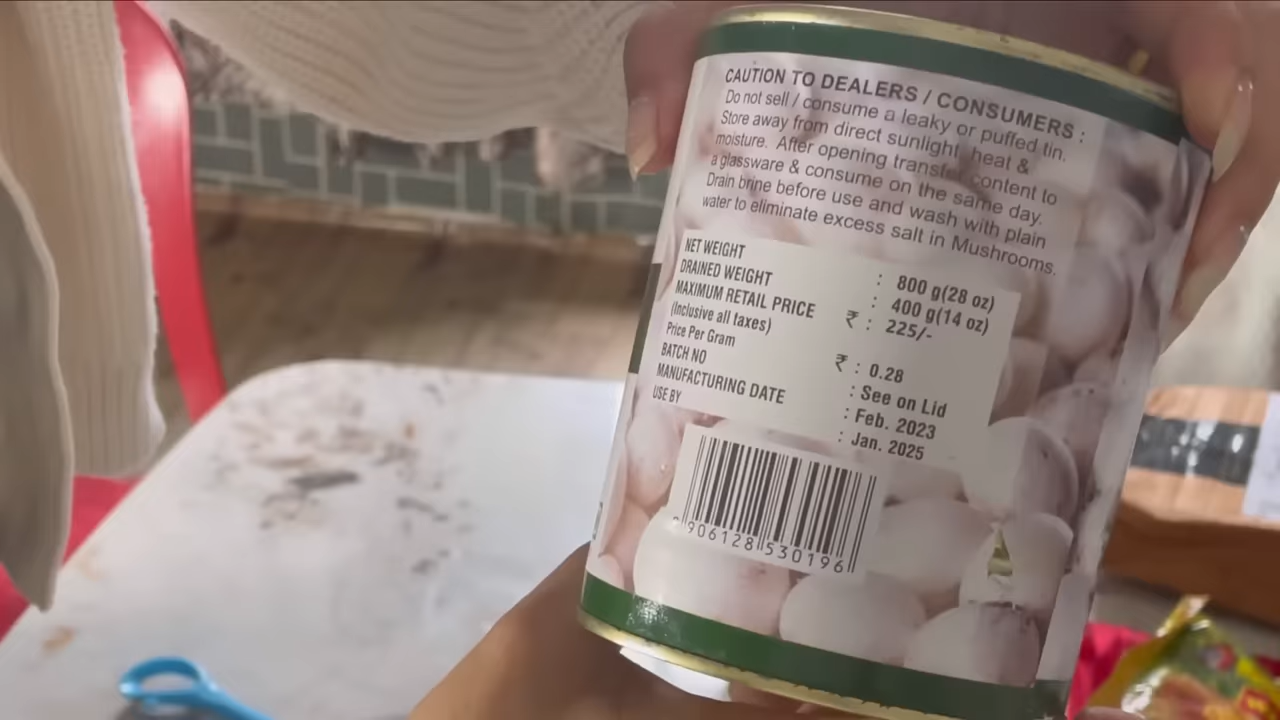 CAUTION TO DEALERS / CONSUMERS :
Do not sell / consume a leaky or puffed tin.
Store away from direct sunlight, heat &
moisture. After opening transfer content to
a glassware & consume on the same day.
Drain brine before use and wash with plain
water to eliminate excess salt in Mushrooms.
NET WEIGHT : 800 g(28 oz)
DRAINED WEIGHT : 400 g(14 oz)
MAXIMUM RETAIL PRICE ₹ : 225/-
(Inclusive all taxes)
Price Per Gram ₹ : 0.28
BATCH NO : See on Lid
MANUFACTURING DATE : Feb. 2023
USE BY : Jan. 2025
906128 530196